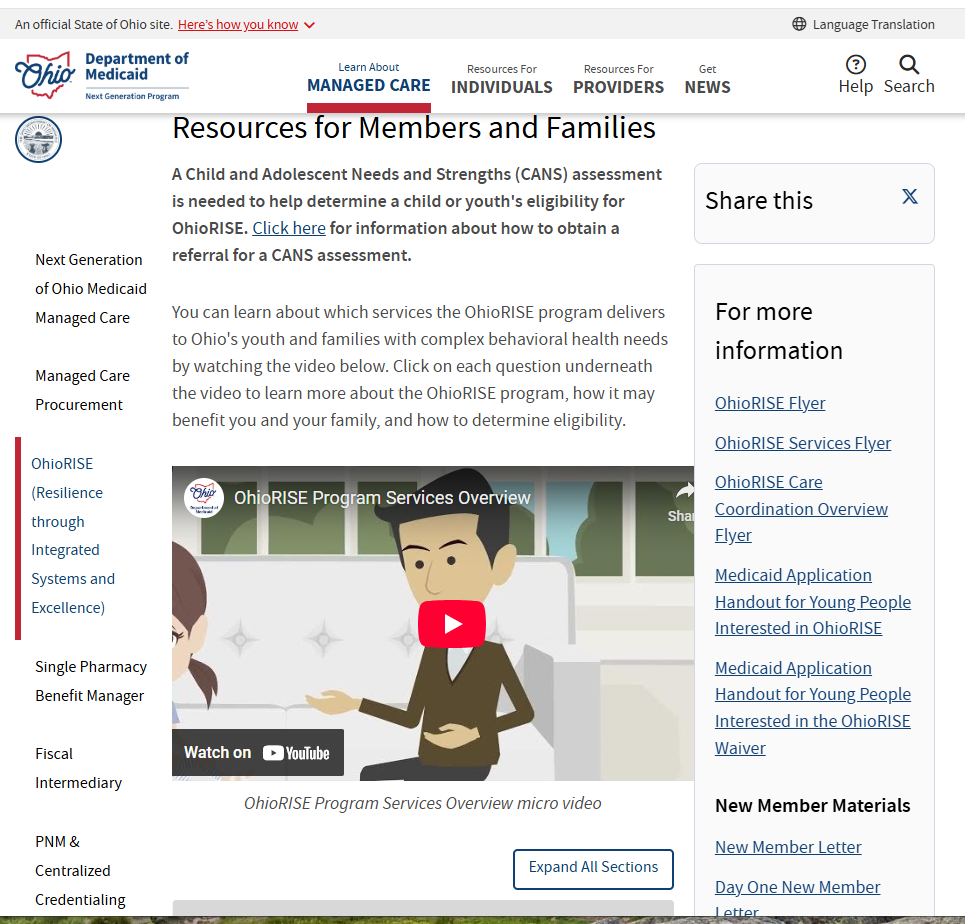 An official State of Ohio site. Here's how you know
Language Translation
Ohio
Department of
Medicaid
Next Generation Program
Learn About
MANAGED CARE
Resources For
INDIVIDUALS
Resources For
PROVIDERS
Get
NEWS
Help
Search
Next Generation
of Ohio Medicaid
Managed Care
Managed Care
Procurement
OhioRISE
(Resilience
through
Integrated
Systems and
Excellence)
Single Pharmacy
Benefit Manager
Fiscal
Intermediary
PNM &
Centralized
Credentialing
Resources for Members and Families
A Child and Adolescent Needs and Strengths (CANS) assessment
is needed to help determine a child or youth's eligibility for
OhioRISE. Click here for information about how to obtain a
referral for a CANS assessment.
You can learn about which services the OhioRISE program delivers
to Ohio's youth and families with complex behavioral health needs
by watching the video below. Click on each question underneath
the video to learn more about the OhioRISE program, how it may
benefit you and your family, and how to determine eligibility.
Ohio
Department of
Medicaid
OhioRISE Program Services Overview
Shar
Watch on YouTube
OhioRISE Program Services Overview micro video
Expand All Sections
Share this
For more
information
OhioRISE Flyer
OhioRISE Services Flyer
OhioRISE Care
Coordination Overview
Flyer
Medicaid Application
Handout for Young People
Interested in OhioRISE
Medicaid Application
Handout for Young People
Interested in the OhioRISE
Waiver
New Member Materials
New Member Letter
Day One New Member
Letter